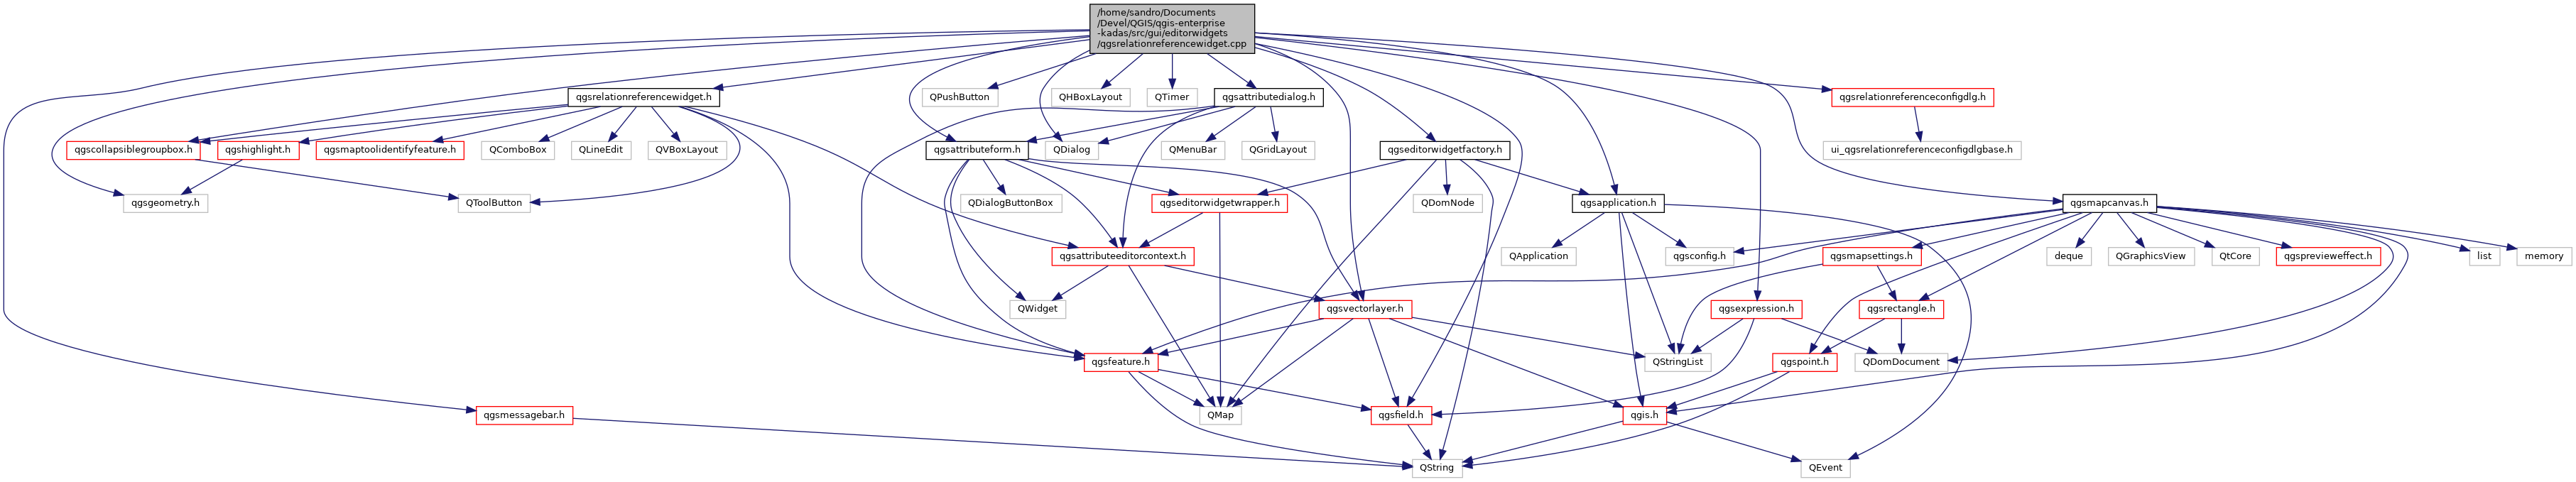 /home/sandro/Documents
/Devel/QGIS/qgis-enterprise
-kadas/src/gui/editorwidgets
/qgsrelationreferencewidget.cpp
qgsrelationreferencewidget.h
QPushButton
QHBoxLayout
QTimer
qgsattributedialog.h
qgsrelationreferenceconfigdlg.h
qgscollapsiblegroupbox.h
qgshighlight.h
qgsmaptoolidentifyfeature.h
QComboBox
QLineEdit
QVBoxLayout
qgsattributeform.h
QDialog
QMenuBar
QGridLayout
qgseditorwidgetfactory.h
ui_qgsrelationreferenceconfigdlgbase.h
qgsgeometry.h
QToolButton
QDialogButtonBox
qgseditorwidgetwrapper.h
QDomNode
qgsapplication.h
qgsmapcanvas.h
qgsattributeeditorcontext.h
QApplication
qgsconfig.h
qgsmapsettings.h
deque
QGraphicsView
QtCore
qgspreviewеffect.h
list
memory
QWidget
qgsvectorlayer.h
qgsexpression.h
qgsrectangle.h
qgsfeature.h
QStringList
qgspoint.h
QDomDocument
qgsmessagebar.h
QMap
qgsfield.h
qgis.h
QString
QEvent